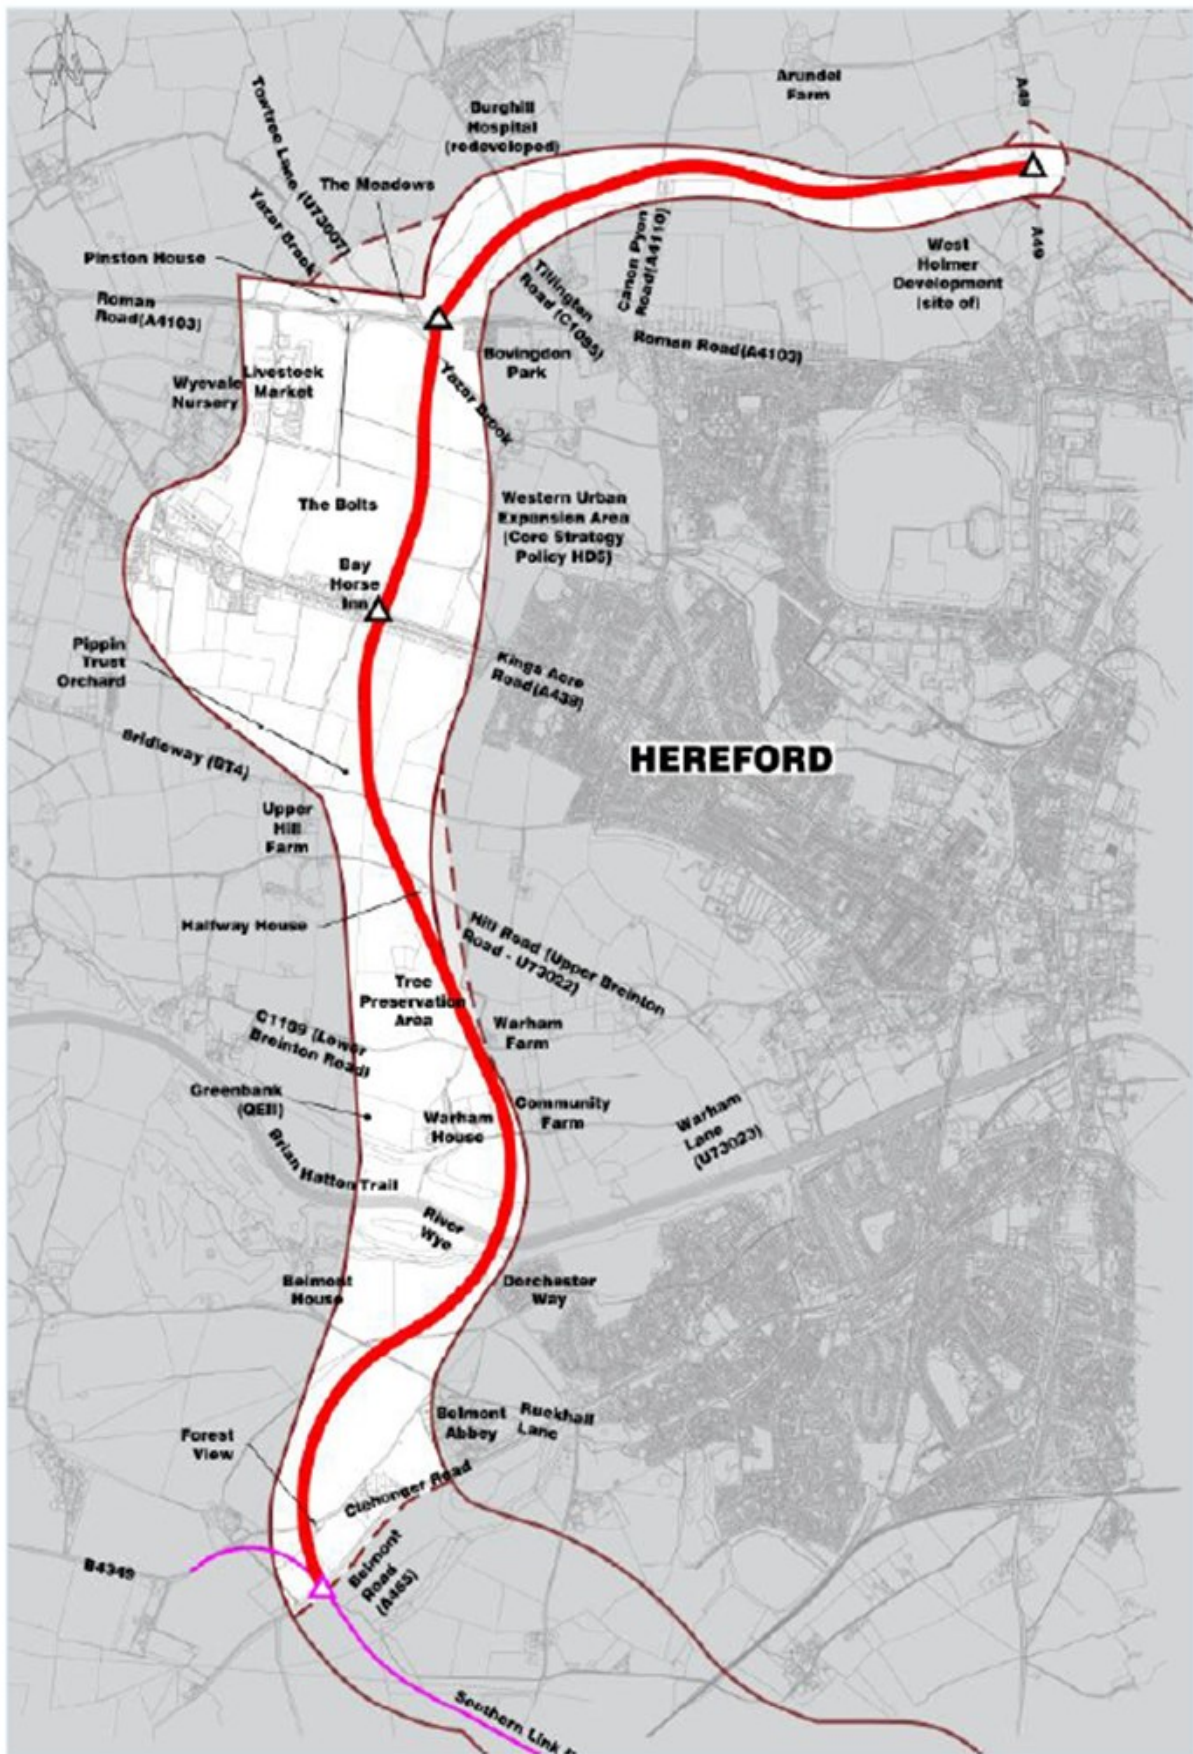 N
Arundel
Farm
A49
Burghill
Hospital
(redeveloped)
Towtree Lane (U73007)
The Meadows
Yazor Brook
Pinston House
Roman
Road(A4103)
Tillington
Road (C1095)
Canon Pyon
Road(A4110)
West
Holmer
Development
(site of)
A49
Roman Road(A4103)
Bovingdon
Park
Yazor Brook
Livestock
Market
Wyevale
Nursery
The Bolts
Western Urban
Expansion Area
(Core Strategy
Policy HD5)
Bay
Horse
Inn
Pippin
Trust
Orchard
Kings Acre
Road(A438)
Bridleway (BT4)
HEREFORD
Upper
Hill
Farm
Halfway House
Hill Road (Upper Breinton
Road - U73022)
Tree
Preservation
Area
C1189 (Lower
Breinton Road)
Warham
Farm
Greenbank
(QEII)
Warham
House
Community
Farm
Warham
Lane
(U73023)
Brian Hatton Trail
River
Wye
Belmont
House
Dorchester
Way
Belmont
Abbey
Ruckhall
Lane
Forest
View
Clehonger Road
B4349
Belmont
Road
(A465)
Southern Link